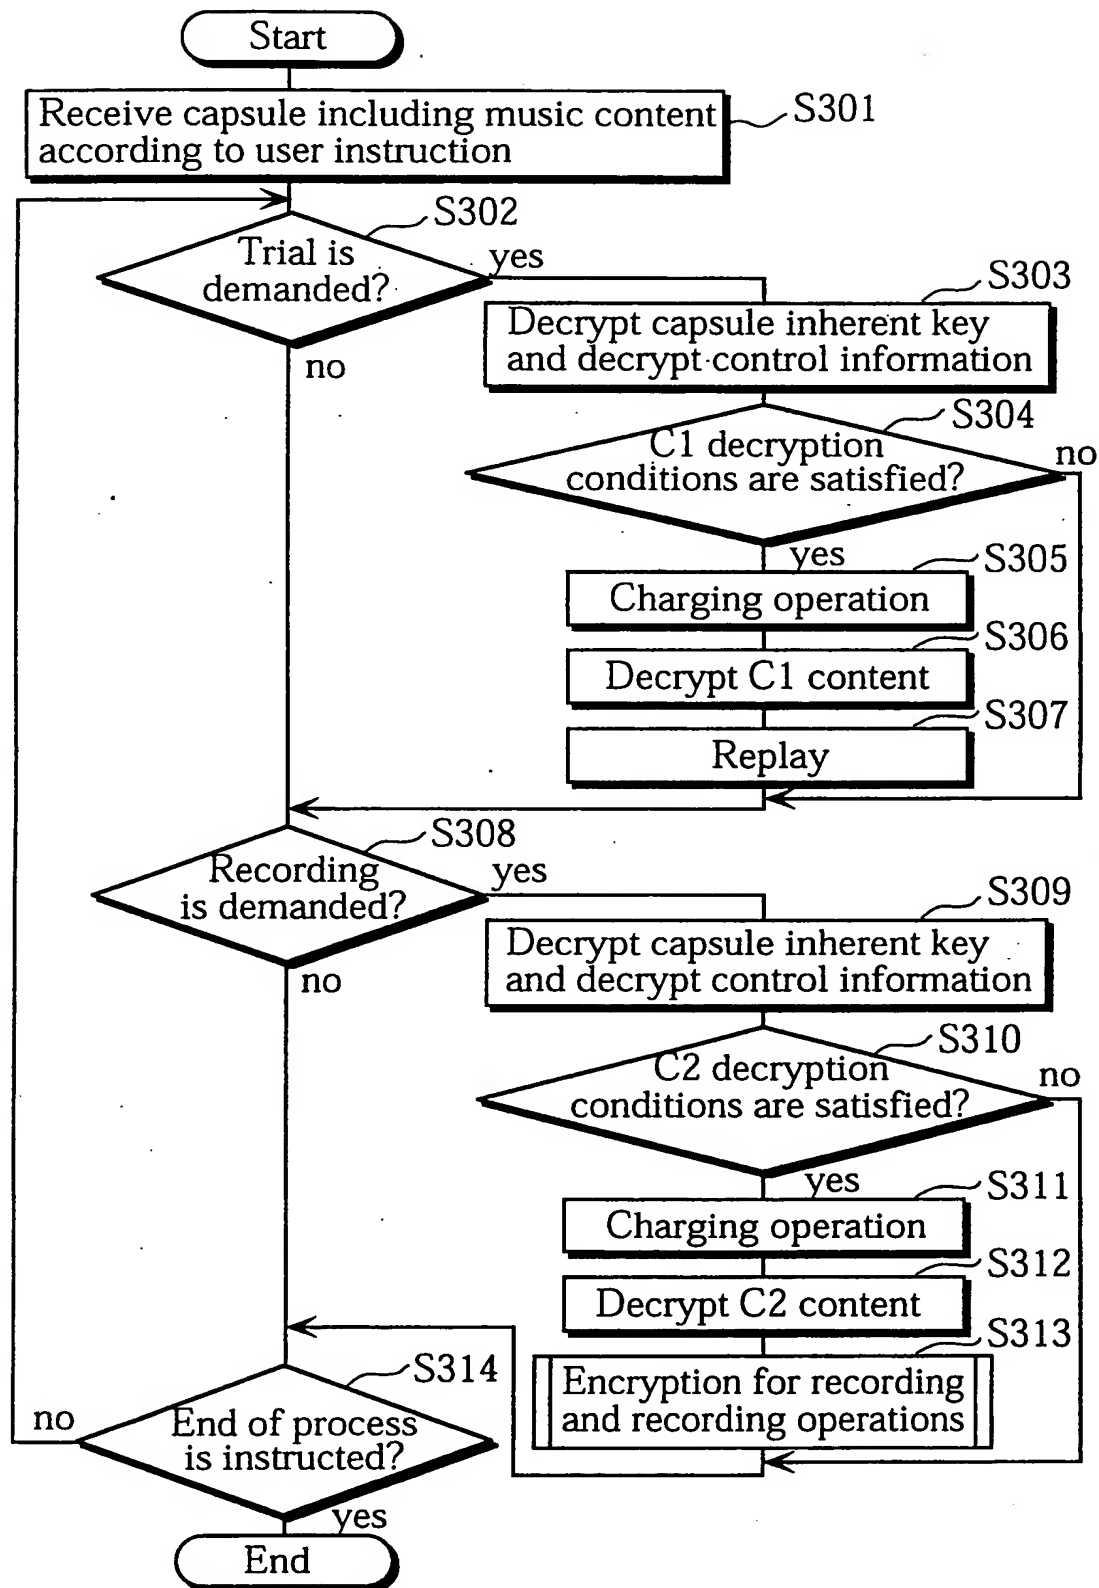 Start
Receive capsule including music content
according to user instruction
S301
S302
Trial is
demanded?
yes
no
S303
Decrypt capsule inherent key
and decrypt control information
S304
C1 decryption
conditions are satisfied?
no
yes
S305
Charging operation
S306
Decrypt C1 content
S307
Replay
S308
Recording
is demanded?
yes
no
S309
Decrypt capsule inherent key
and decrypt control information
S310
C2 decryption
conditions are satisfied?
no
yes
S311
Charging operation
S312
Decrypt C2 content
S313
Encryption for recording
and recording operations
S314
End of process
is instructed?
no
yes
End